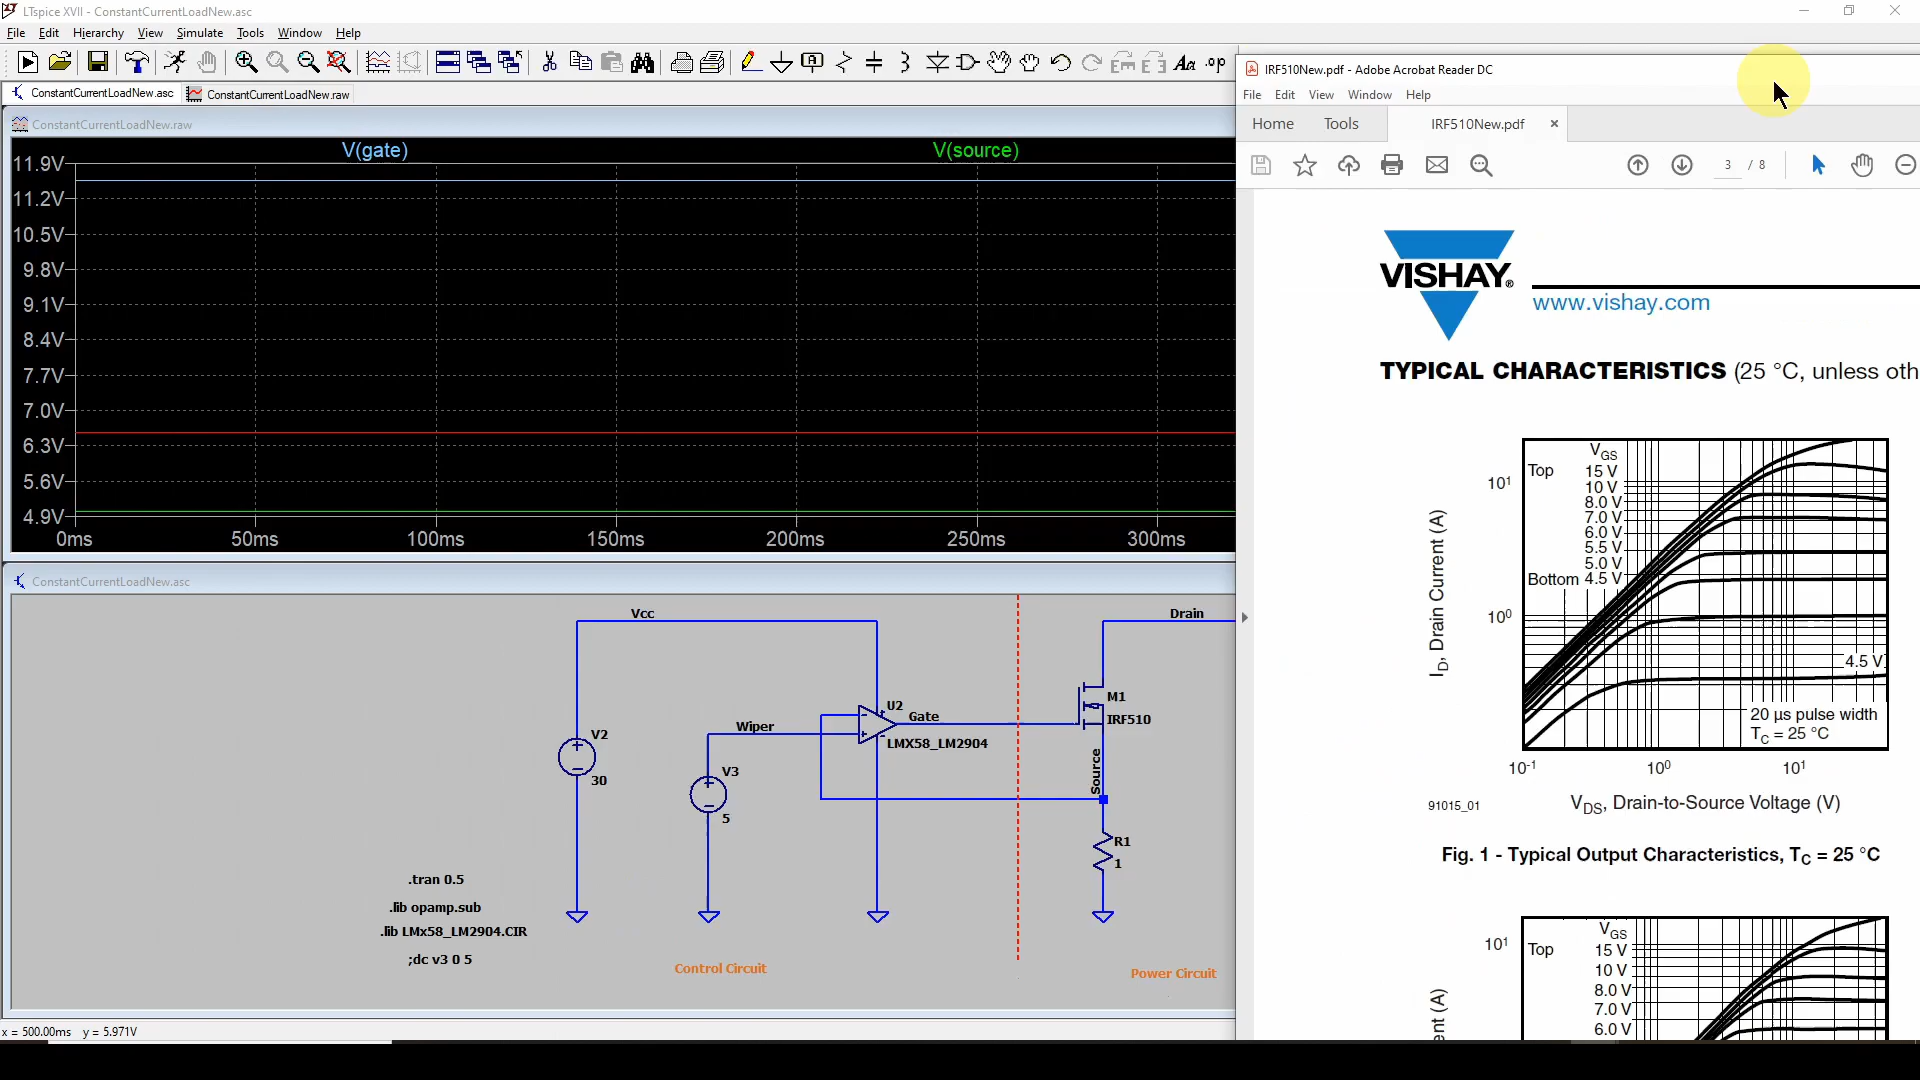 LTspice XVII - ConstantCurrentLoadNew.asc
File Edit Hierarchy View Simulate Tools Window Help
ConstantCurrentLoadNew.asc ConstantCurrentLoadNew.raw
ConstantCurrentLoadNew.raw
V(gate) V(source)
11.9V
11.2V
10.5V
9.8V
9.1V
8.4V
7.7V
7.0V
6.3V
5.6V
4.9V
0ms 50ms 100ms 150ms 200ms 250ms 300ms
ConstantCurrentLoadNew.asc
Vcc
Drain
M1
IRF510
U2
Gate
LMX58_LM2904
Wiper
V2
30
V3
5
Source
R1
1
.tran 0.5
.lib opamp.sub
.lib LMx58_LM2904.CIR
;dc v3 0 5
Control Circuit
Power Circuit
x = 500.00ms y = 5.971V
IRF510New.pdf - Adobe Acrobat Reader DC
File Edit View Window Help
Home Tools IRF510New.pdf
3 / 8
VISHAY®
www.vishay.com
TYPICAL CHARACTERISTICS (25 °C, unless oth
VGS
Top 15 V
10 V
8.0 V
7.0 V
6.0 V
5.5 V
5.0 V
Bottom 4.5 V
10¹
10⁰
ID, Drain Current (A)
4.5 V
20 µs pulse width
TC = 25 °C
10-1 10⁰ 10¹
91015_01
VDS, Drain-to-Source Voltage (V)
Fig. 1 - Typical Output Characteristics, TC = 25 °C
VGS
Top 15 V
10 V
8.0 V
7.0 V
6.0 V
10¹
ent (A)